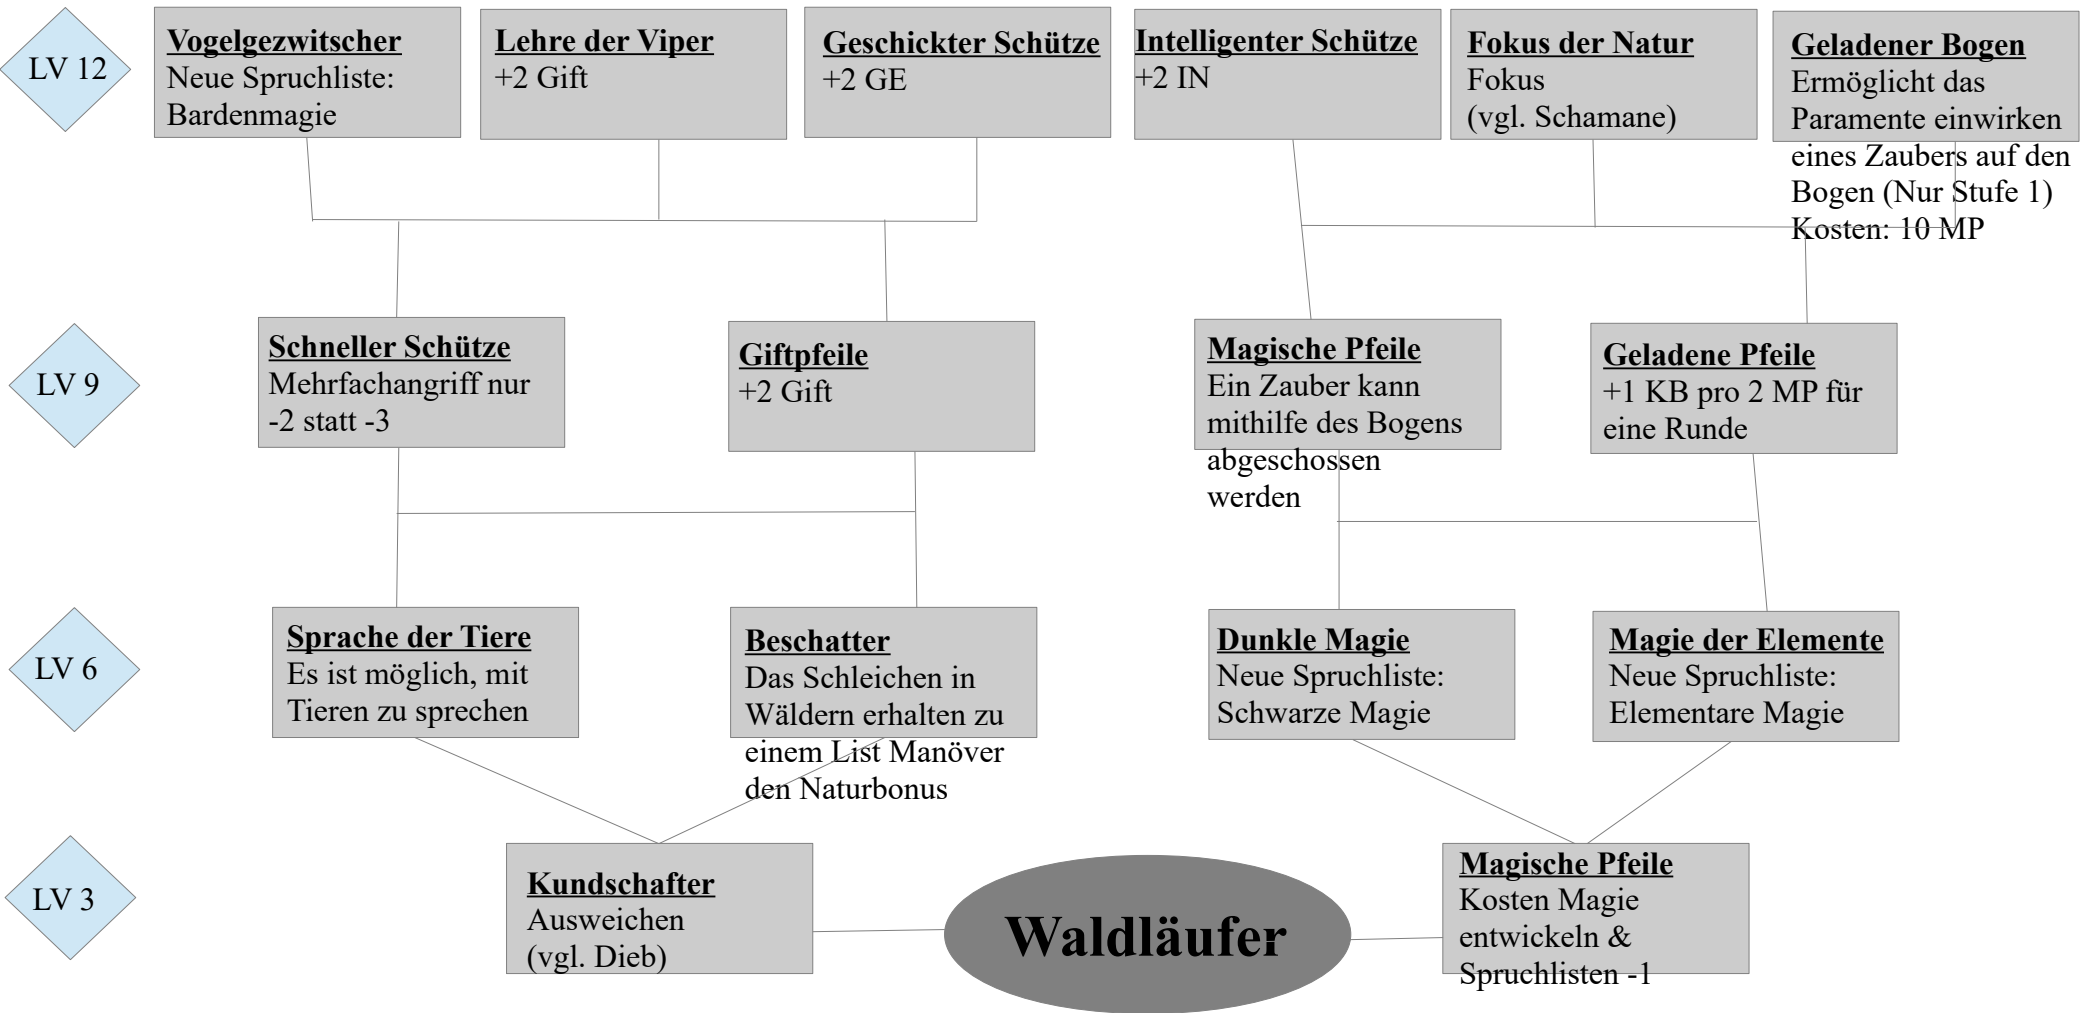 LV 12
Vogelgezwitscher
Neue Spruchliste:
Bardenmagie
Lehre der Viper
+2 Gift
Geschickter Schütze
+2 GE
Intelligenter Schütze
+2 IN
Fokus der Natur
Fokus
(vgl. Schamane)
Geladener Bogen
Ermöglicht das
Paramente einwirken
eines Zaubers auf den
Bogen (Nur Stufe 1)
Kosten: 10 MP
LV 9
Schneller Schütze
Mehrfachangriff nur
-2 statt -3
Giftpfeile
+2 Gift
Magische Pfeile
Ein Zauber kann
mithilfe des Bogens
abgeschossen
werden
Geladene Pfeile
+1 KB pro 2 MP für
eine Runde
LV 6
Sprache der Tiere
Es ist möglich, mit
Tieren zu sprechen
Beschatter
Das Schleichen in
Wäldern erhalten zu
einem List Manöver
den Naturbonus
Dunkle Magie
Neue Spruchliste:
Schwarze Magie
Magie der Elemente
Neue Spruchliste:
Elementare Magie
LV 3
Kundschafter
Ausweichen
(vgl. Dieb)
Waldläufer
Magische Pfeile
Kosten Magie
entwickeln &
Spruchlisten -1